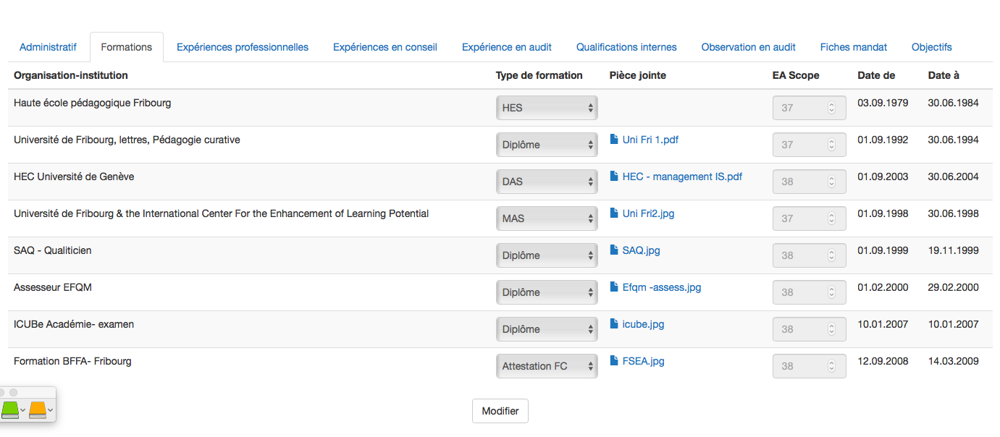 Administratif Formations Expériences professionnelles Expériences en conseil Expérience en audit Qualifications internes Observation en audit Fiches mandat Objectifs
Organisation-institution Type de formation Pièce jointe EA Scope Date de Date à
Haute école pédagogique Fribourg HES 37 03.09.1979 30.06.1984
Université de Fribourg, lettres, Pédagogie curative Diplôme Uni Fri 1.pdf 37 01.09.1992 30.06.1994
HEC Université de Genève DAS HEC - management IS.pdf 38 01.09.2003 30.06.2004
Université de Fribourg & the International Center For the Enhancement of Learning Potential MAS Uni Fri2.jpg 37 01.09.1998 30.06.1998
SAQ - Qualiticien Diplôme SAQ.jpg 38 01.09.1999 19.11.1999
Assesseur EFQM Diplôme Efqm -assess.jpg 38 01.02.2000 29.02.2000
ICUBe Académie- examen Diplôme icube.jpg 38 10.01.2007 10.01.2007
Formation BFFA- Fribourg Attestation FC FSEA.jpg 38 12.09.2008 14.03.2009
Modifier